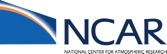 NCAR
NATIONAL CENTER FOR ATMOSPHERIC RESEARCH